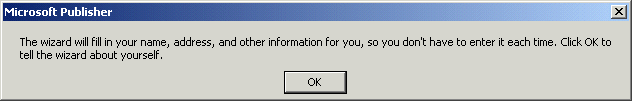 Microsoft Publisher
The wizard will fill in your name, address, and other information for you, so you don't have to enter it each time. Click OK to
tell the wizard about yourself.
OK